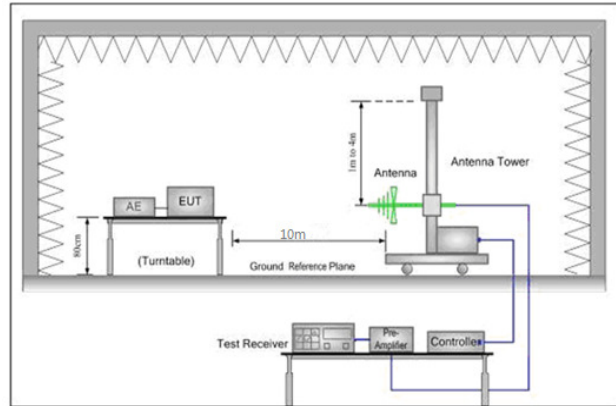 1m to 4m
Antenna
Antenna Tower
AE
EUT
80cm
(Turntable)
10m
Ground Reference Plane
Test Receiver
Pre-
Amplifier
Controller